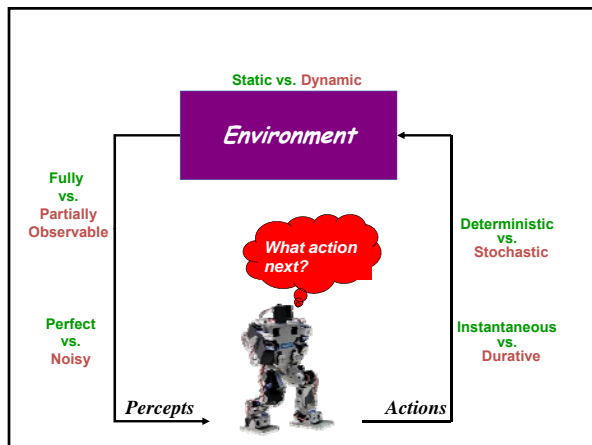 Static vs. Dynamic
Environment
Fully
vs.
Partially
Observable
What action
next?
Deterministic
vs.
Stochastic
Perfect
vs.
Noisy
Instantaneous
vs.
Durative
Percepts
Actions